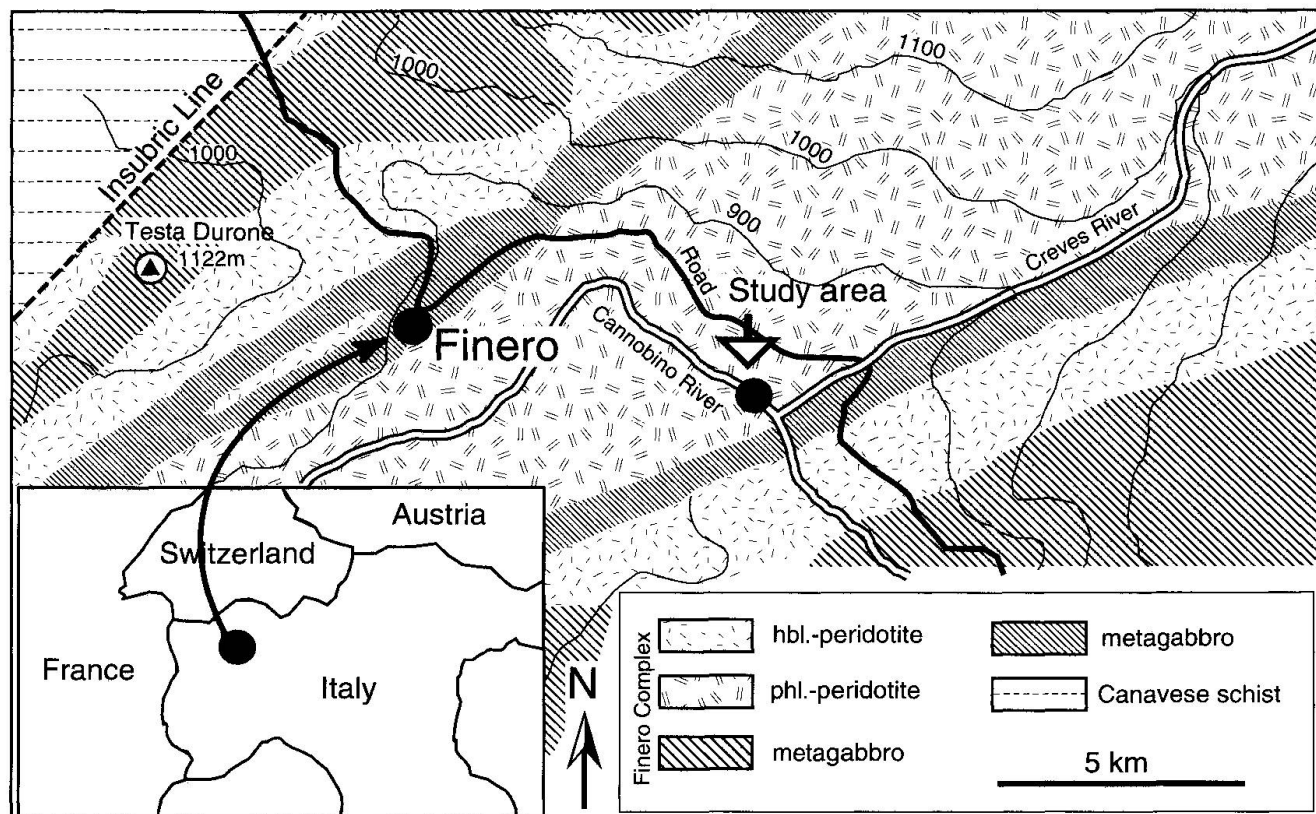 1100
1000
Insubric Line
1000
1000
Testa Durone
1122m
900
Creves River
Road
Study area
Finero
Cannobino River
Austria
Switzerland
France
Italy
N
Finero Complex
hbl.-peridotite
phl.-peridotite
metagabbro
metagabbro
Canavese schist
5 km